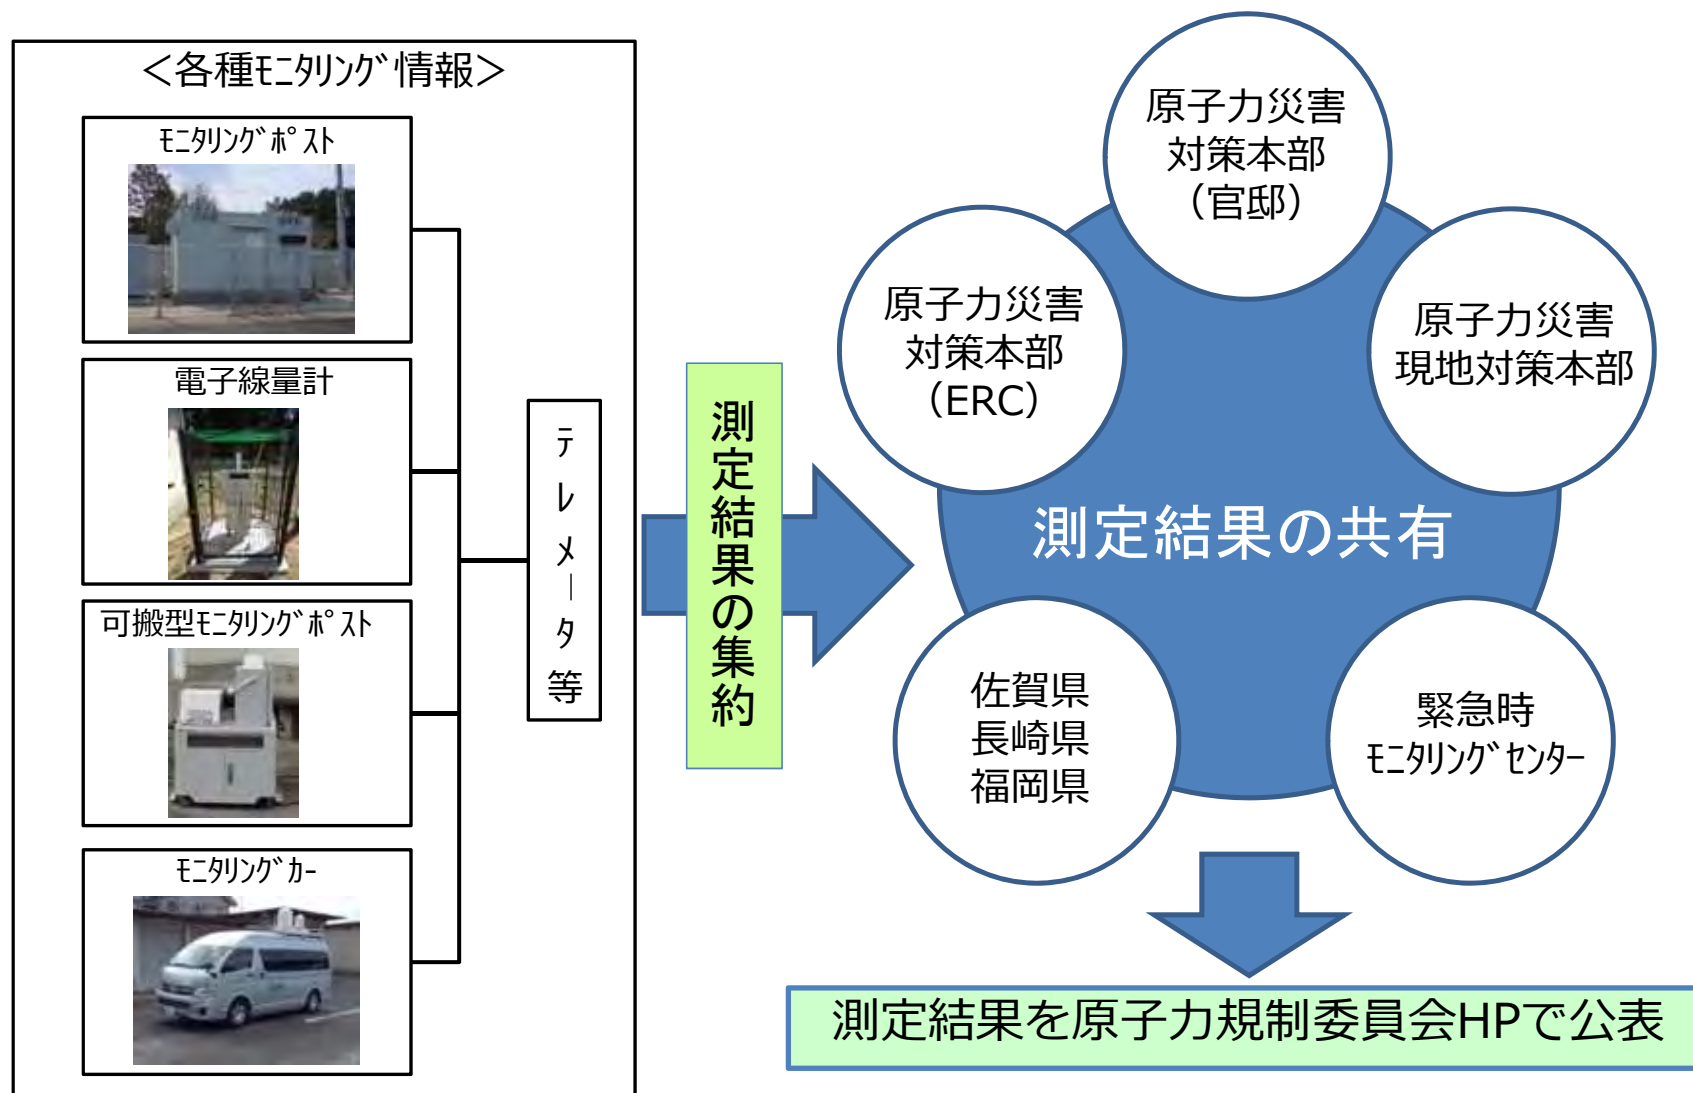 ＜各種ﾓﾆﾀﾘﾝｸﾞ情報＞
ﾓﾆﾀﾘﾝｸﾞﾎﾟｽﾄ
電子線量計
可搬型ﾓﾆﾀﾘﾝｸﾞﾎﾟｽﾄ
ﾓﾆﾀﾘﾝｸﾞｶｰ
ﾃﾚﾒｰﾀ等
測定結果の集約
原子力災害
対策本部
（官邸）
原子力災害
対策本部
（ERC）
原子力災害
現地対策本部
測定結果の共有
佐賀県
長崎県
福岡県
緊急時
ﾓﾆﾀﾘﾝｸﾞｾﾝﾀｰ
測定結果を原子力規制委員会HPで公表